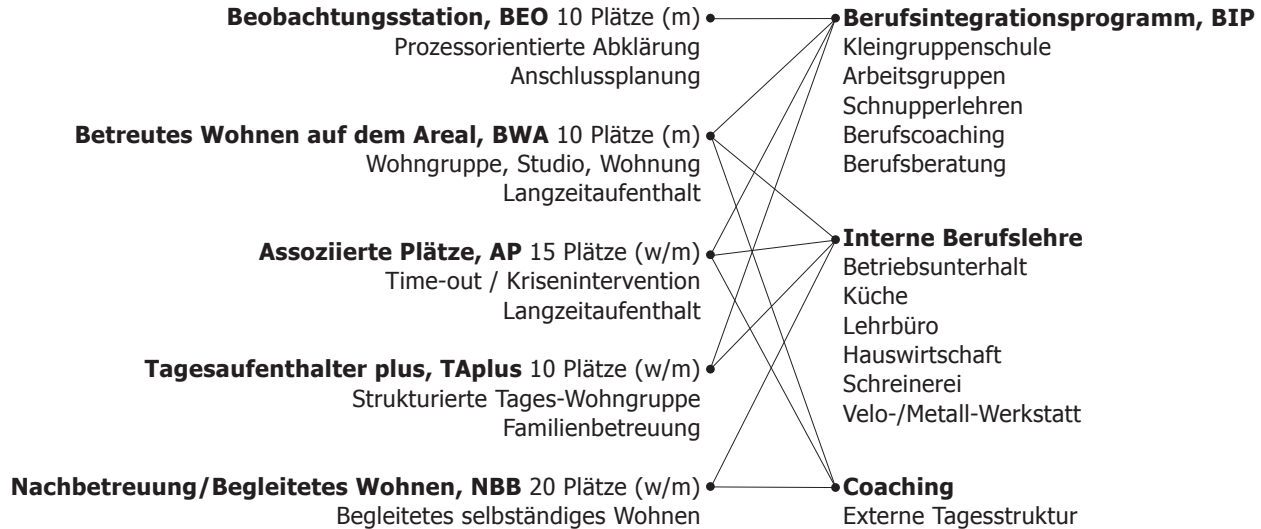 Beobachtungsstation, BEO 10 Plätze (m)
Prozessorientierte Abklärung
Anschlussplanung
Betreutes Wohnen auf dem Areal, BWA 10 Plätze (m)
Wohngruppe, Studio, Wohnung
Langzeitaufenthalt
Assoziierte Plätze, AP 15 Plätze (w/m)
Time-out / Krisenintervention
Langzeitaufenthalt
Tagesaufenthalter plus, TAplus 10 Plätze (w/m)
Strukturierte Tages-Wohngruppe
Familienbetreuung
Nachbetreuung/Begleitetes Wohnen, NBB 20 Plätze (w/m)
Begleitetes selbständiges Wohnen
Berufsintegrationsprogramm, BIP
Kleingruppenschule
Arbeitsgruppen
Schnupperlehren
Berufscoaching
Berufsberatung
Interne Berufslehre
Betriebsunterhalt
Küche
Lehrbüro
Hauswirtschaft
Schreinerei
Velo-/Metall-Werkstatt
Coaching
Externe Tagesstruktur